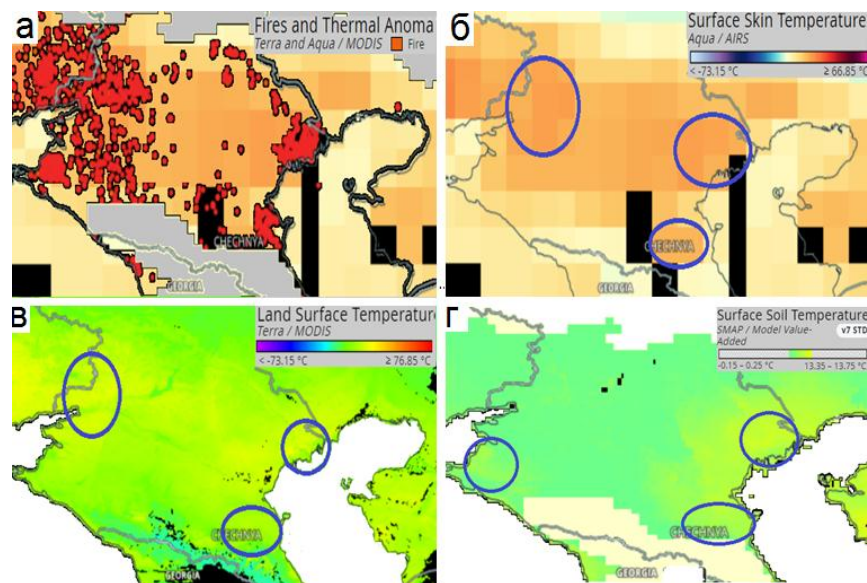 а
Fires and Thermal Anoma
Terra and Aqua / MODIS Fire
CHECHNYA
GEORGIA
б
Surface Skin Temperature
Aqua / AIRS
< -73.15 °C ≥ 66.85 °C
CHECHNYA
GEORGIA
в
Land Surface Temperature
Terra / MODIS
< -73.15 °C ≥ 76.85 °C
CHECHNYA
GEORGIA
г
Surface Soil Temperature
SMAP / Model Value-
Added
v7 STD
-0.15 – 0.25 °C 13.35 – 13.75 °C
CHECHNYA
GEORGIA